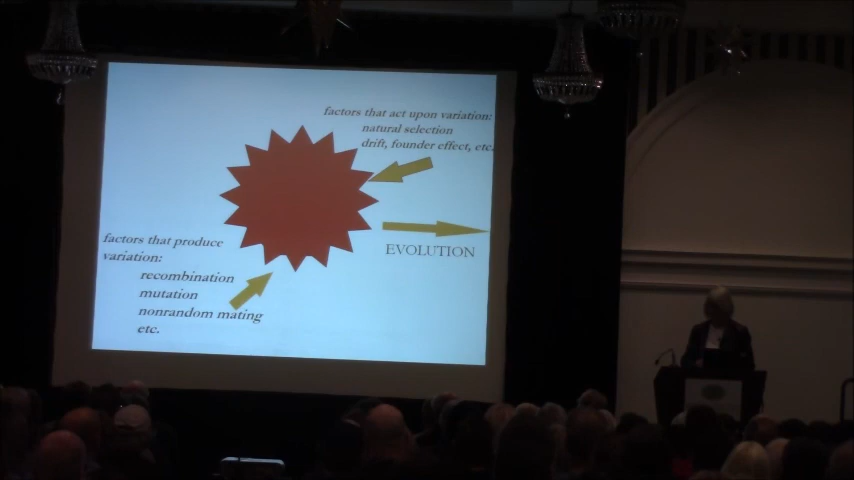 factors that act upon variation:
natural selection
drift, founder effect, etc.
EVOLUTION
factors that produce
variation:
recombination
mutation
nonrandom mating
etc.